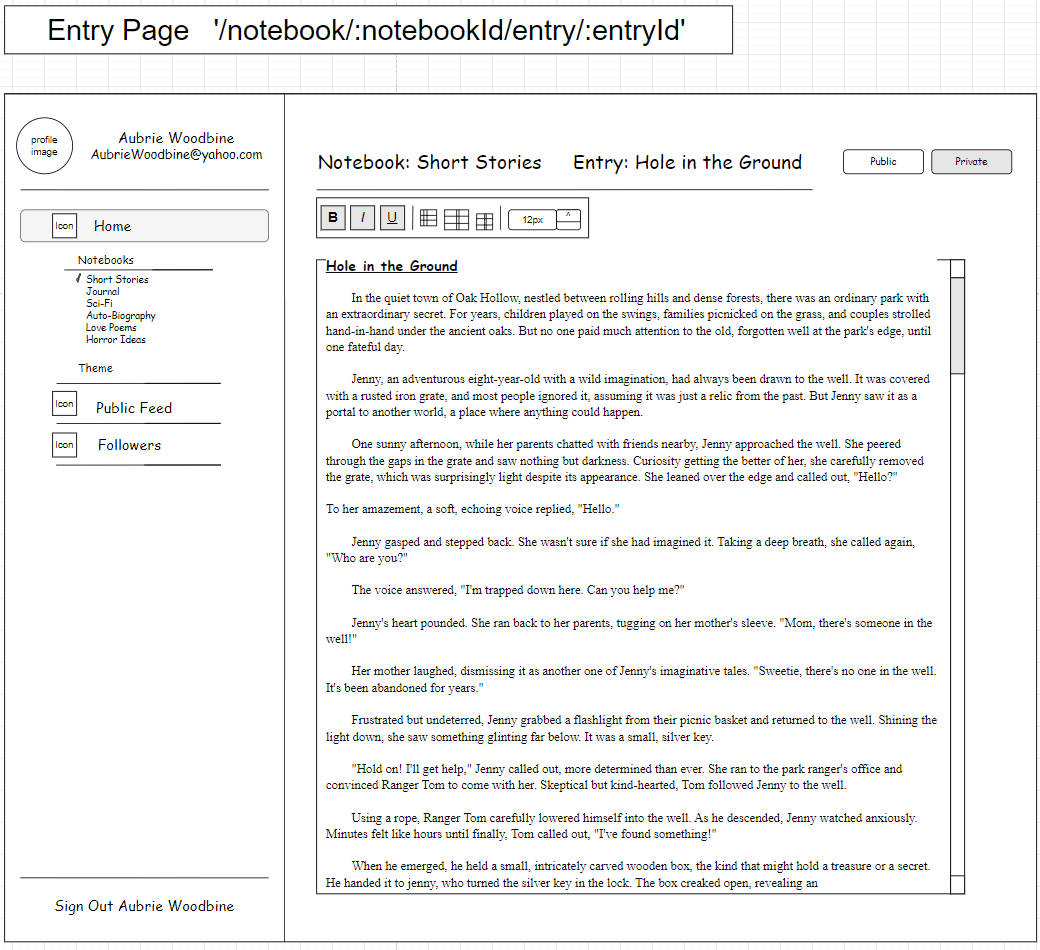 Entry Page '/notebook/:notebookId/entry/:entryId'
profile
image
Aubrie Woodbine
AubrieWoodbine@yahoo.com
Icon Home
Notebooks
Short Stories
Journal
Sci-Fi
Auto-Biography
Love Poems
Horror Ideas
Theme
Icon Public Feed
Icon Followers
Sign Out Aubrie Woodbine
Notebook: Short Stories Entry: Hole in the Ground
Public Private
B I U 12px ^
Hole in the Ground
In the quiet town of Oak Hollow, nestled between rolling hills and dense forests, there was an ordinary park with
an extraordinary secret. For years, children played on the swings, families picnicked on the grass, and couples strolled
hand-in-hand under the ancient oaks. But no one paid much attention to the old, forgotten well at the park's edge, until
one fateful day.
Jenny, an adventurous eight-year-old with a wild imagination, had always been drawn to the well. It was covered
with a rusted iron grate, and most people ignored it, assuming it was just a relic from the past. But Jenny saw it as a
portal to another world, a place where anything could happen.
One sunny afternoon, while her parents chatted with friends nearby, Jenny approached the well. She peered
through the gaps in the grate and saw nothing but darkness. Curiosity getting the better of her, she carefully removed
the grate, which was surprisingly light despite its appearance. She leaned over the edge and called out, "Hello?"
To her amazement, a soft, echoing voice replied, "Hello."
Jenny gasped and stepped back. She wasn't sure if she had imagined it. Taking a deep breath, she called again,
"Who are you?"
The voice answered, "I'm trapped down here. Can you help me?"
Jenny's heart pounded. She ran back to her parents, tugging on her mother's sleeve. "Mom, there's someone in the
well!"
Her mother laughed, dismissing it as another one of Jenny's imaginative tales. "Sweetie, there's no one in the well.
It's been abandoned for years."
Frustrated but undeterred, Jenny grabbed a flashlight from their picnic basket and returned to the well. Shining the
light down, she saw something glinting far below. It was a small, silver key.
"Hold on! I'll get help," Jenny called out, more determined than ever. She ran to the park ranger's office and
convinced Ranger Tom to come with her. Skeptical but kind-hearted, Tom followed Jenny to the well.
Using a rope, Ranger Tom carefully lowered himself into the well. As he descended, Jenny watched anxiously.
Minutes felt like hours until finally, Tom called out, "I've found something!"
When he emerged, he held a small, intricately carved wooden box, the kind that might hold a treasure or a secret.
He handed it to jenny, who turned the silver key in the lock. The box creaked open, revealing an